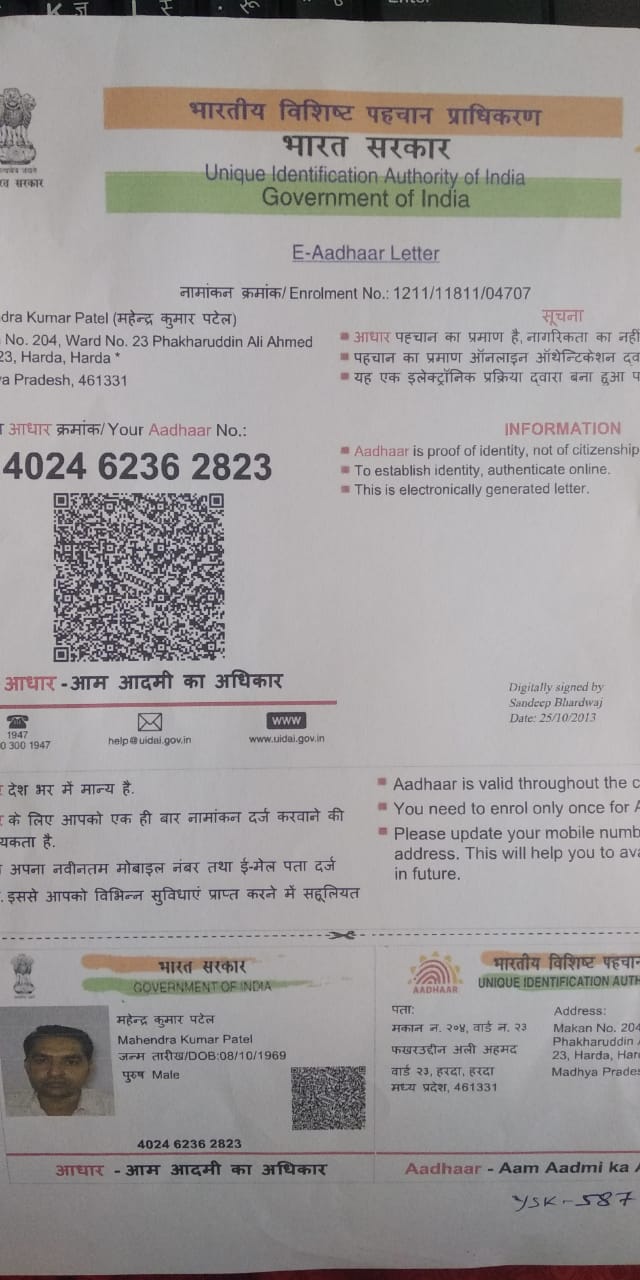 भारतीय विशिष्ट पहचान प्राधिकरण
भारत सरकार
Unique Identification Authority of India
Government of India
E-Aadhaar Letter
नामांकन क्रमांक/ Enrolment No.: 1211/11811/04707
Kumar Patel (महेन्द्र कुमार पटेल)
No. 204, Ward No. 23 Phakharuddin Ali Ahmed
23, Harda, Harda *
Pradesh, 461331
आधार क्रमांक/ Your Aadhaar No.:
4024 6236 2823
सूचना
आधार पहचान का प्रमाण है, नागरिकता का नहीं
पहचान का प्रमाण ऑनलाइन ऑथेन्टिकेशन
यह एक इलेक्ट्रॉनिक प्रक्रिया द्वारा बना हुआ
INFORMATION
Aadhaar is proof of identity, not of citizenship
To establish identity, authenticate online.
This is electronically generated letter.
आधार - आम आदमी का अधिकार
Digitally signed by
Sandeep Bhardwaj
Date: 25/10/2013
1947
300 1947
help@uidai.gov.in
www
www.uidai.gov.in
देश भर में मान्य है.
के लिए आपको एक ही बार नामांकन दर्ज करवाने की
है.
अपना नवीनतम मोबाइल नंबर तथा ई-मेल पता दर्ज
इससे आपको विभिन्न सुविधाएं प्राप्त करने में सहूलियत
Aadhaar is valid throughout the
You need to enrol only once for
Please update your mobile
address. This will help you to
in future.
भारत सरकार
GOVERNMENT OF INDIA
महेन्द्र कुमार पटेल
Mahendra Kumar Patel
जन्म तारीख/DOB:08/10/1969
पुरुष Male
4024 6236 2823
आधार - आम आदमी का अधिकार
भारतीय विशिष्ट पहचान
UNIQUE IDENTIFICATION
AADHAAR
पता:
मकान न. २०४, वार्ड न. २३
फखरउद्दीन अली अहमद
वार्ड २३, हरदा, हरदा
मध्य प्रदेश, 461331
Address:
Makan No. 204
Phakharuddin
23, Harda,
Madhya
Aadhaar - Aam Aadmi ka
YSK-587